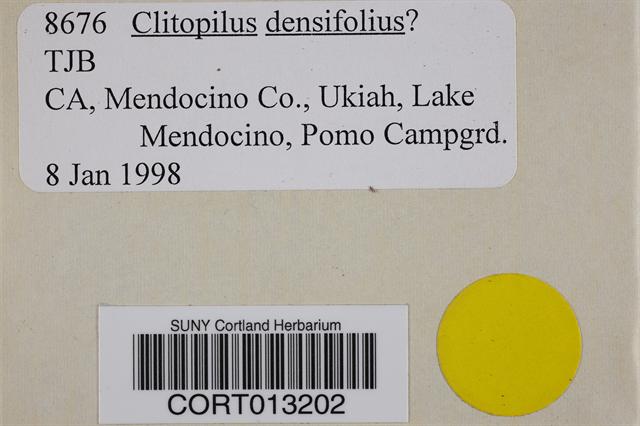 8676 Clitopilus densifolius?
TJB
CA, Mendocino Co., Ukiah, Lake
Mendocino, Pomo Campgrd.
8 Jan 1998
SUNY Cortland Herbarium
CORT013202